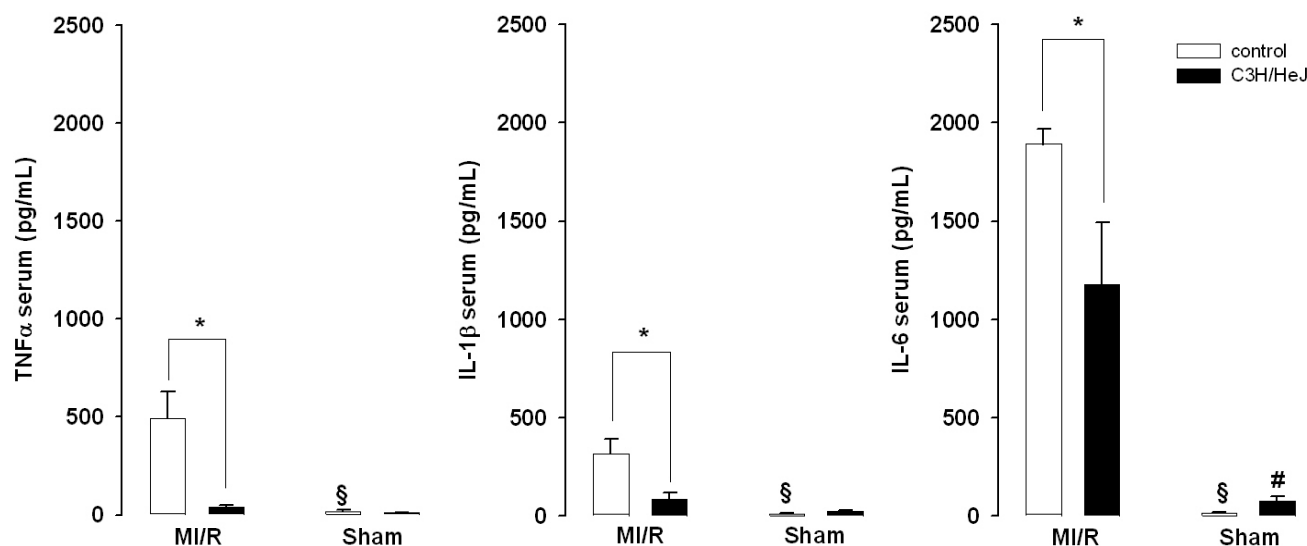 TNFα serum (pg/mL)
2500
2000
1500
1000
500
0
*
§
MI/R
Sham
IL-1β serum (pg/mL)
2500
2000
1500
1000
500
0
*
§
MI/R
Sham
IL-6 serum (pg/mL)
2500
2000
1500
1000
500
0
*
§
#
MI/R
Sham
control
C3H/HeJ